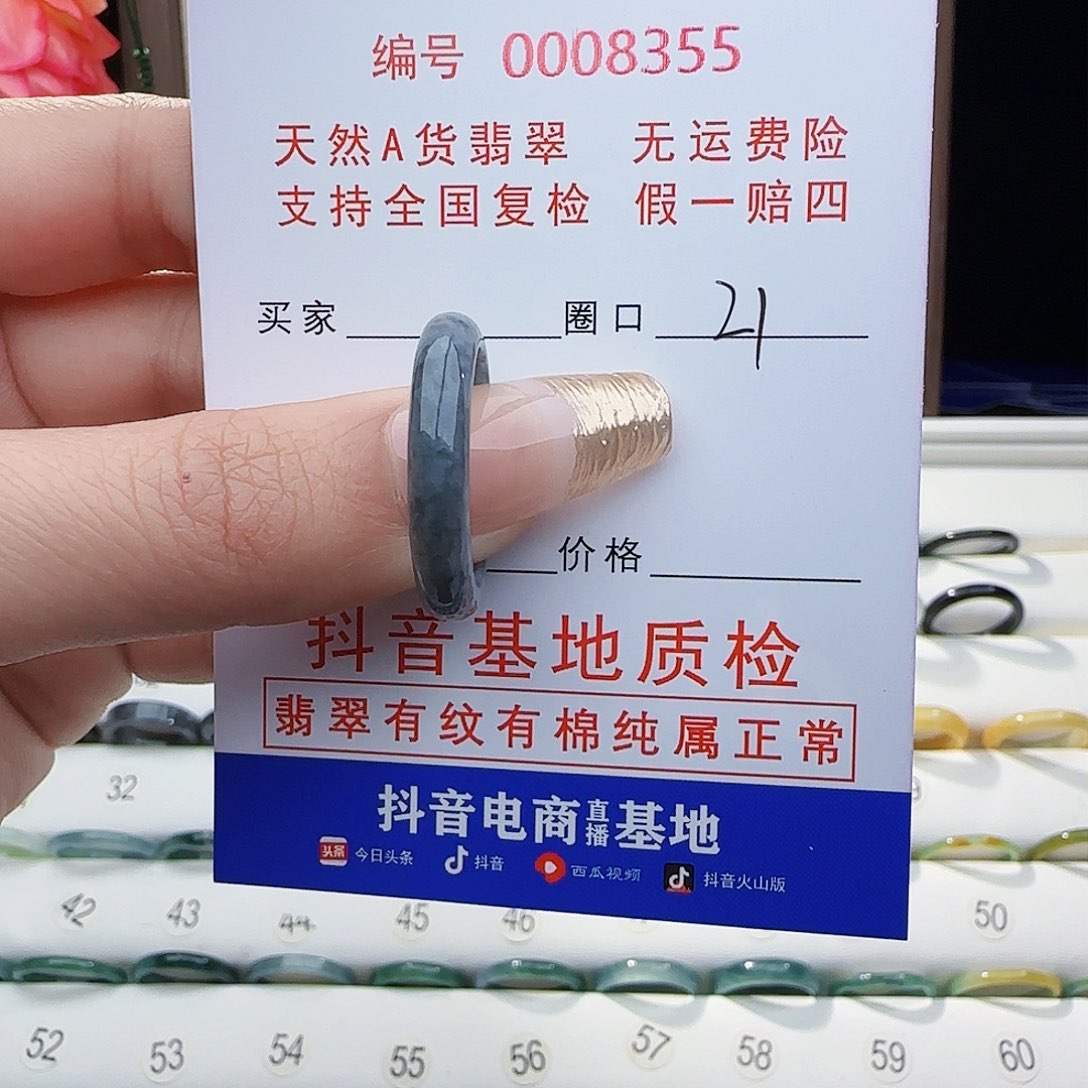 编号 0008355
天然A货翡翠 无运费险
支持全国复检 假一赔四
买家 圈口 21
价格
抖音基地质检
翡翠有纹有棉纯属正常
抖音电商直播基地
头条 今日头条 抖音 西瓜视频 抖音火山版
32
42 43 44 45 46 50
52 53 54 55 56 57 58 59 60